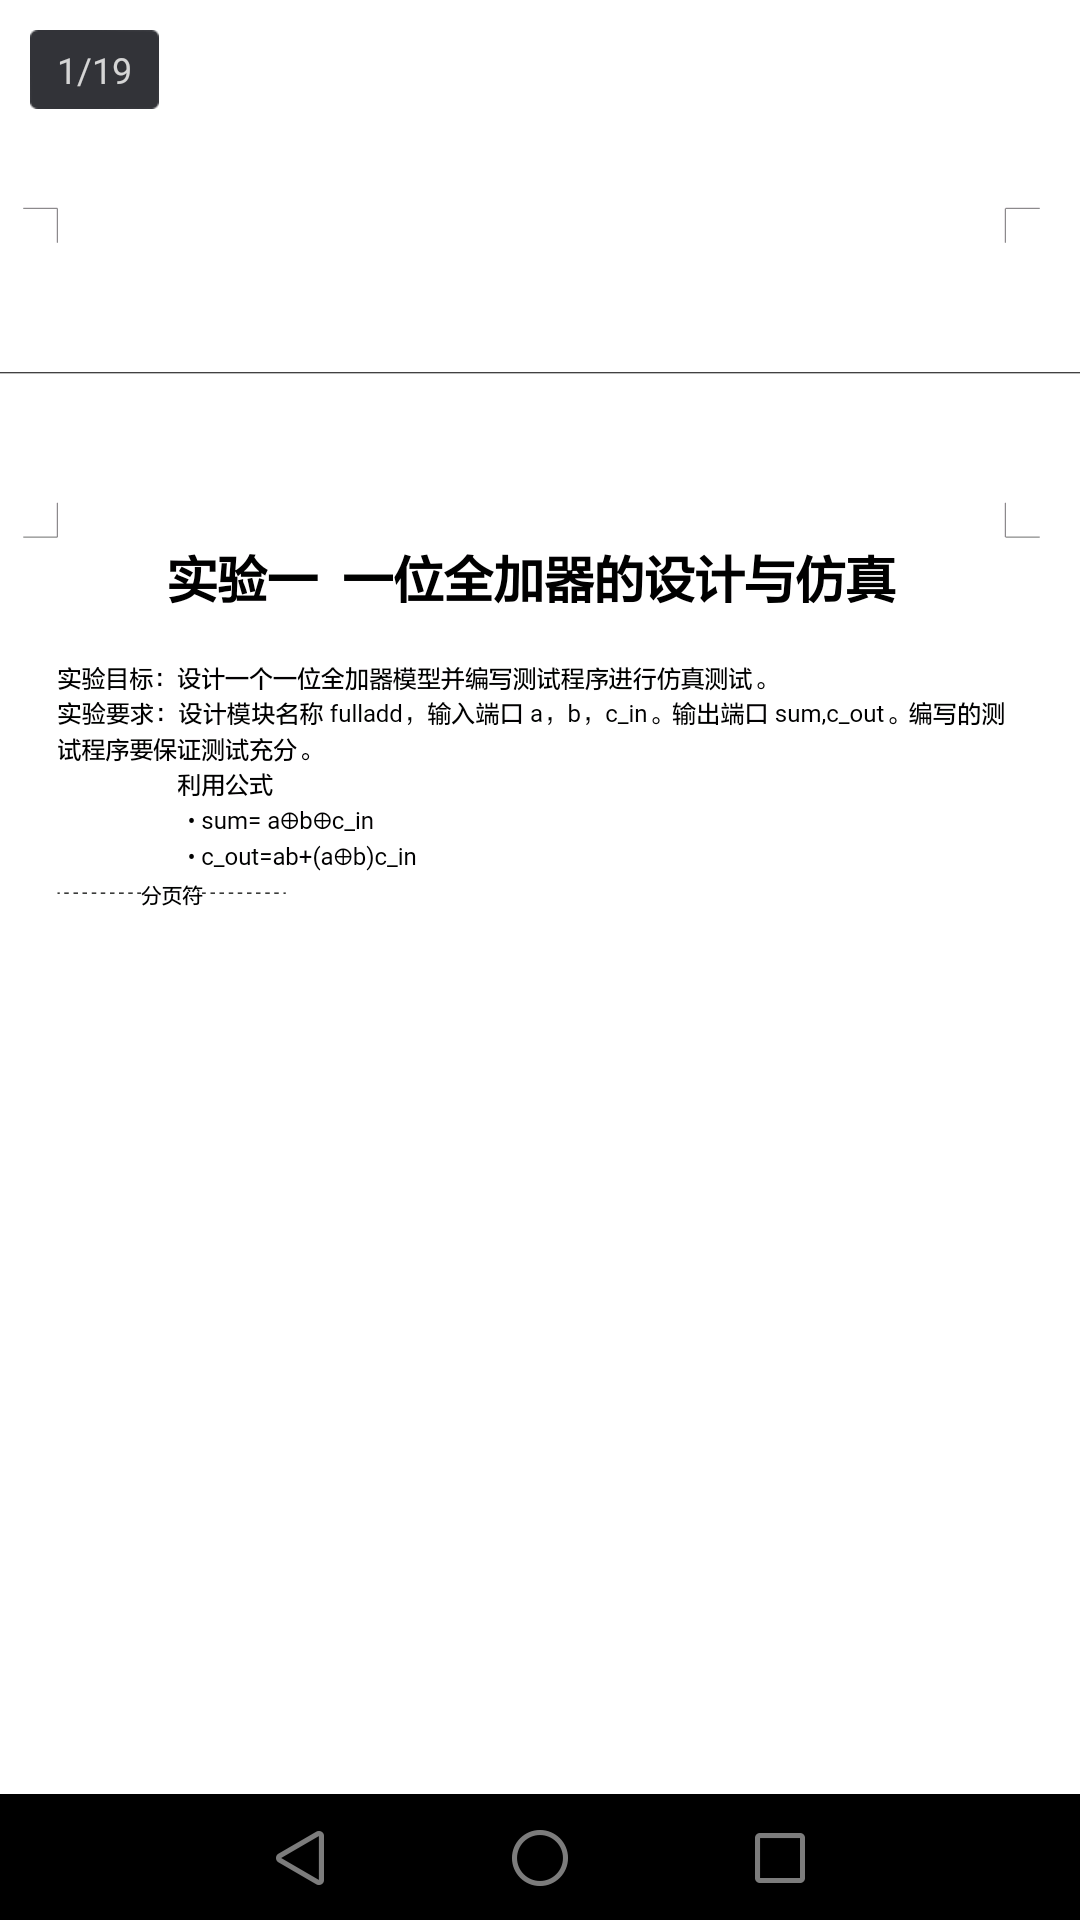 1/19
实验一 一位全加器的设计与仿真
实验目标：设计一个一位全加器模型并编写测试程序进行仿真测试。
实验要求：设计模块名称 fulladd，输入端口 a，b，c_in。输出端口 sum,c_out。编写的测
试程序要保证测试充分。
利用公式
• sum= a⊕b⊕c_in
• c_out=ab+(a⊕b)c_in
分页符